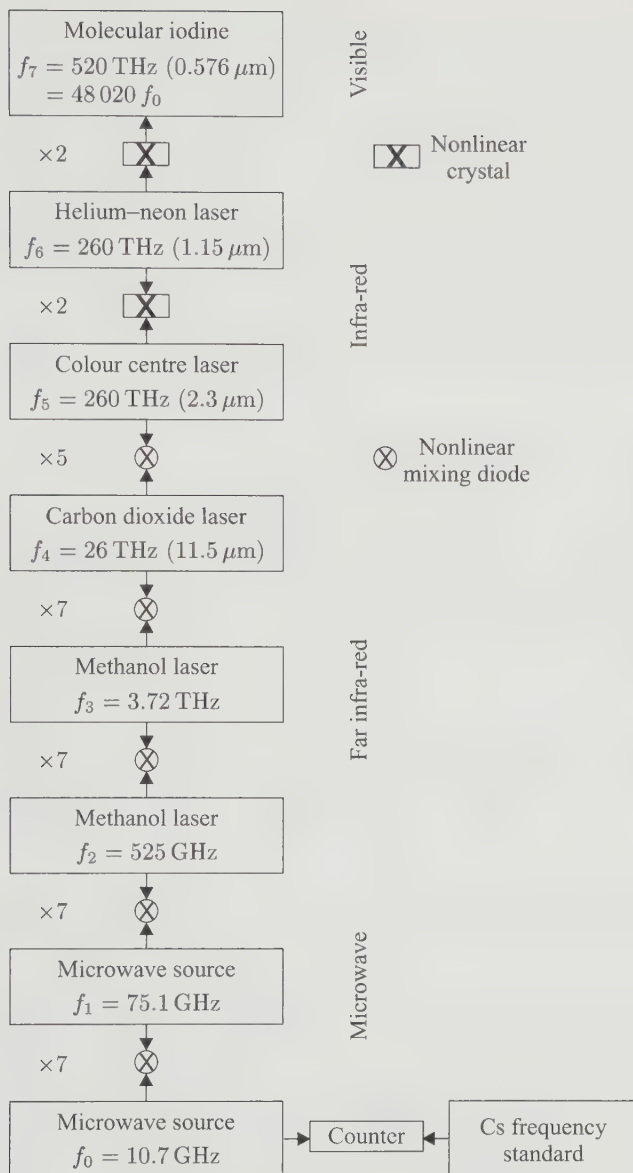 Molecular iodine
f₇ = 520 THz (0.576 μm)
= 48 020 f₀
Visible
×2
X
X
Nonlinear
crystal
Helium–neon laser
f₆ = 260 THz (1.15 μm)
×2
X
Infra-red
Colour centre laser
f₅ = 260 THz (2.3 μm)
×5
Nonlinear
mixing diode
Carbon dioxide laser
f₄ = 26 THz (11.5 μm)
×7
Methanol laser
f₃ = 3.72 THz
Far infra-red
×7
Methanol laser
f₂ = 525 GHz
×7
Microwave source
f₁ = 75.1 GHz
Microwave
×7
Microwave source
f₀ = 10.7 GHz
Counter
Cs frequency
standard